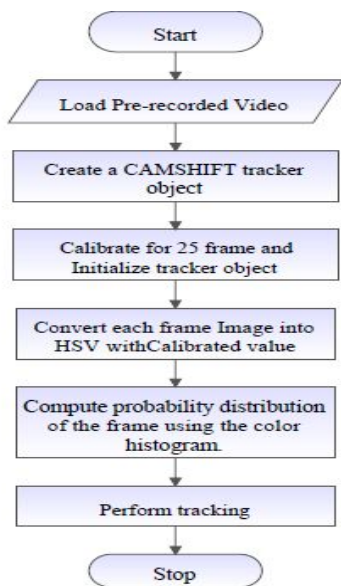 Start
Load Pre-recorded Video
Create a CAMSHIFT tracker
object
Calibrate for 25 frame and
Initialize tracker object
Convert each frame Image into
HSV withCalibrated value
Compute probability distribution
of the frame using the color
histogram.
Perform tracking
Stop